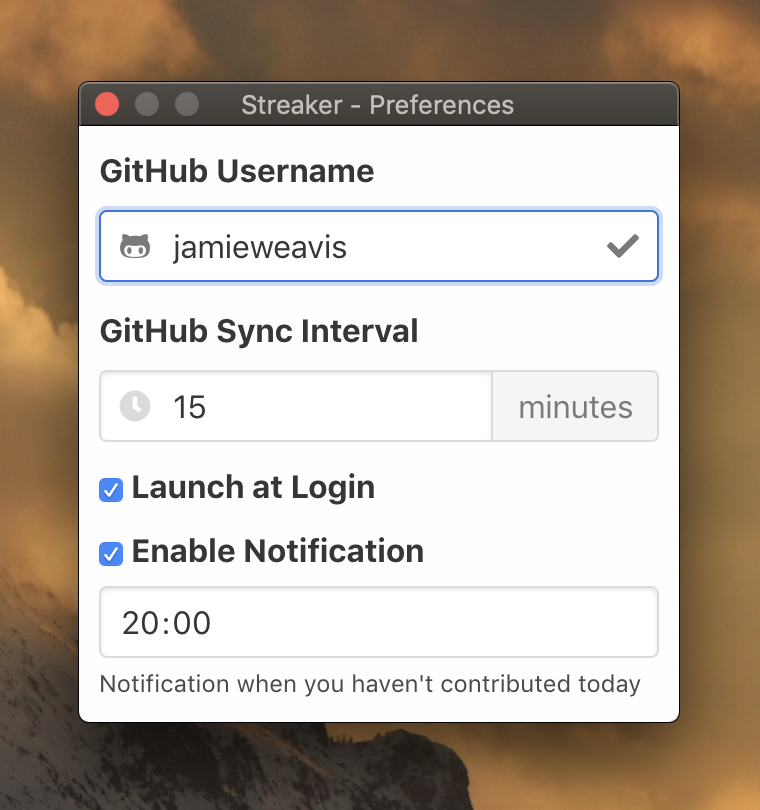 Streaker - Preferences
GitHub Username
jamieweavis
GitHub Sync Interval
15 minutes
Launch at Login
Enable Notification
20:00
Notification when you haven't contributed today